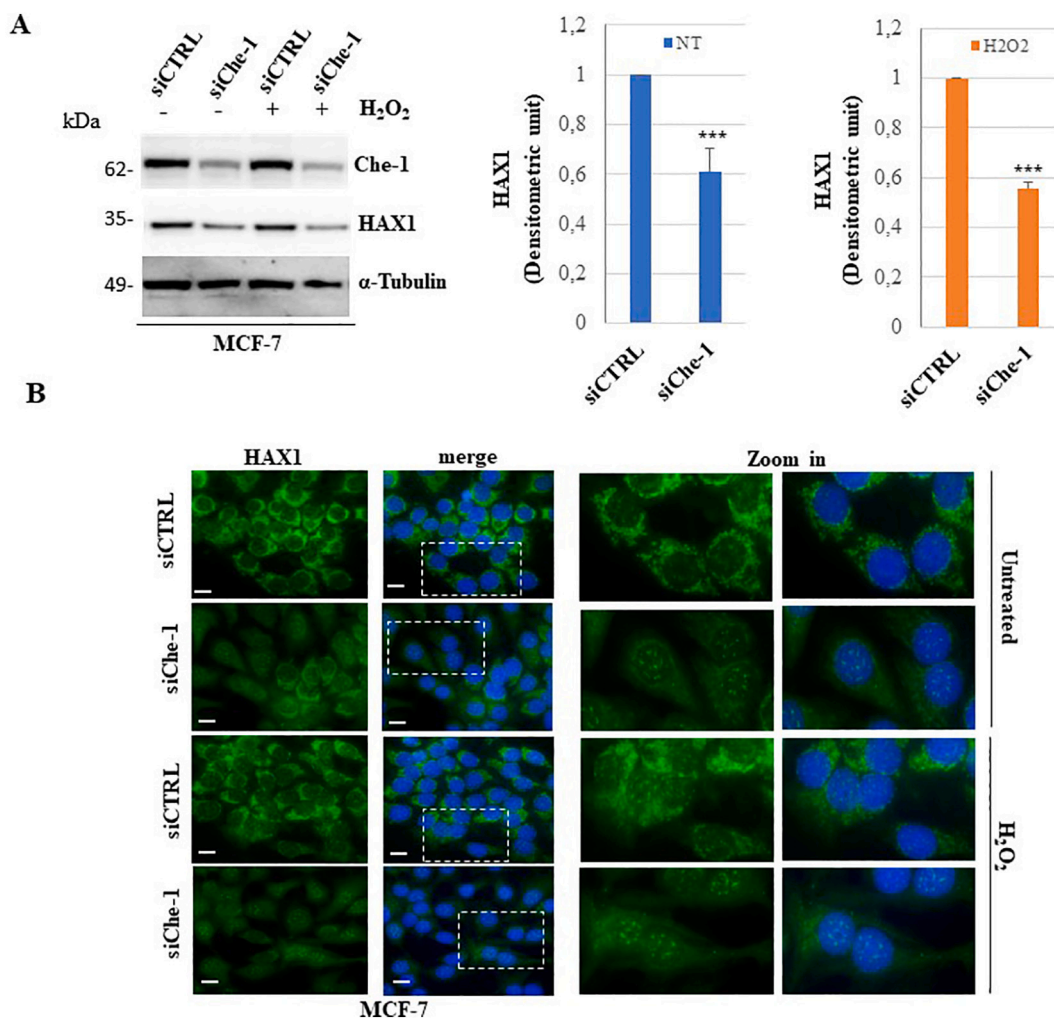 A
siCTRL siChe-1 siCTRL siChe-1
- - + + H₂O₂
kDa
62- Che-1
35- HAX1
49- α-Tubulin
MCF-7
HAX1
(Densitometric unit)
1,2
1
0,8
0,6
0,4
0,2
0
NT
***
siCTRL siChe-1
HAX1
(Densitometric unit)
1,2
1
0,8
0,6
0,4
0,2
0
H2O2
***
siCTRL siChe-1
B
HAX1 merge Zoom in
siCTRL
siChe-1
Untreated
siCTRL
siChe-1
H₂O₂
MCF-7